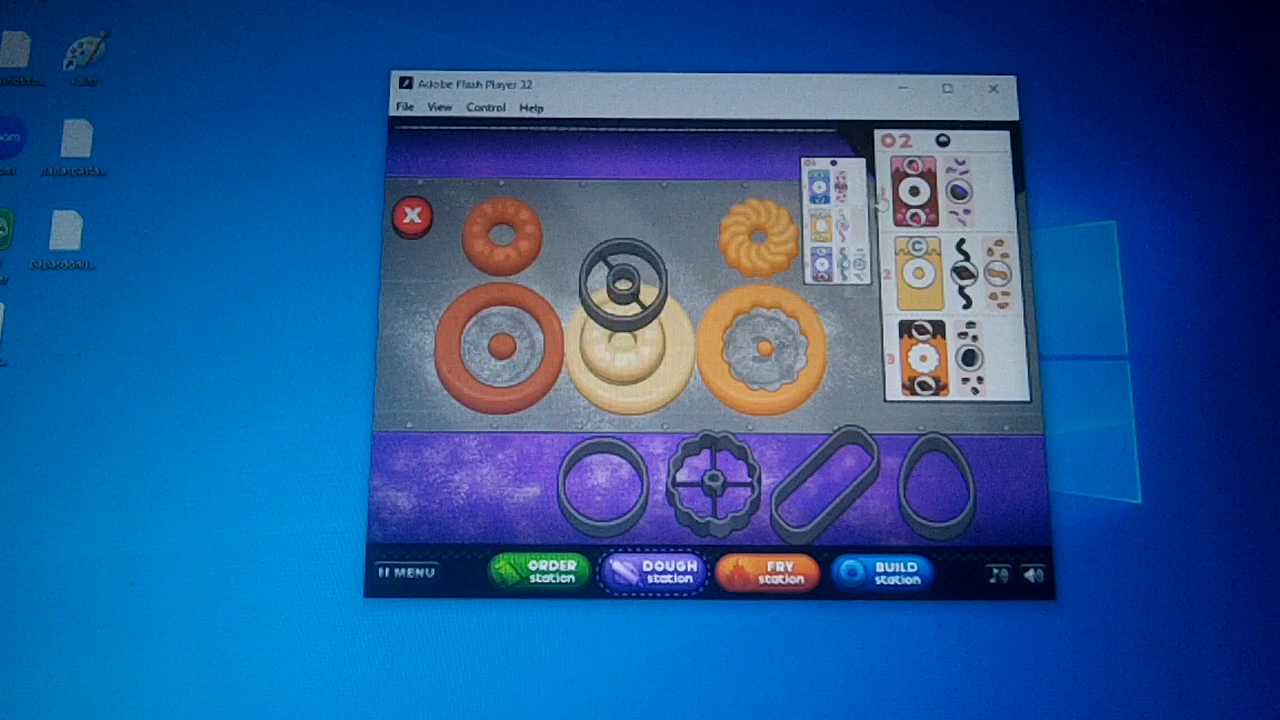 Adobe Flash Player 32
File View Control Help
02
1
2
C
3
ORDER
station
DOUGH
station
FRY
station
BUILD
station
MENU